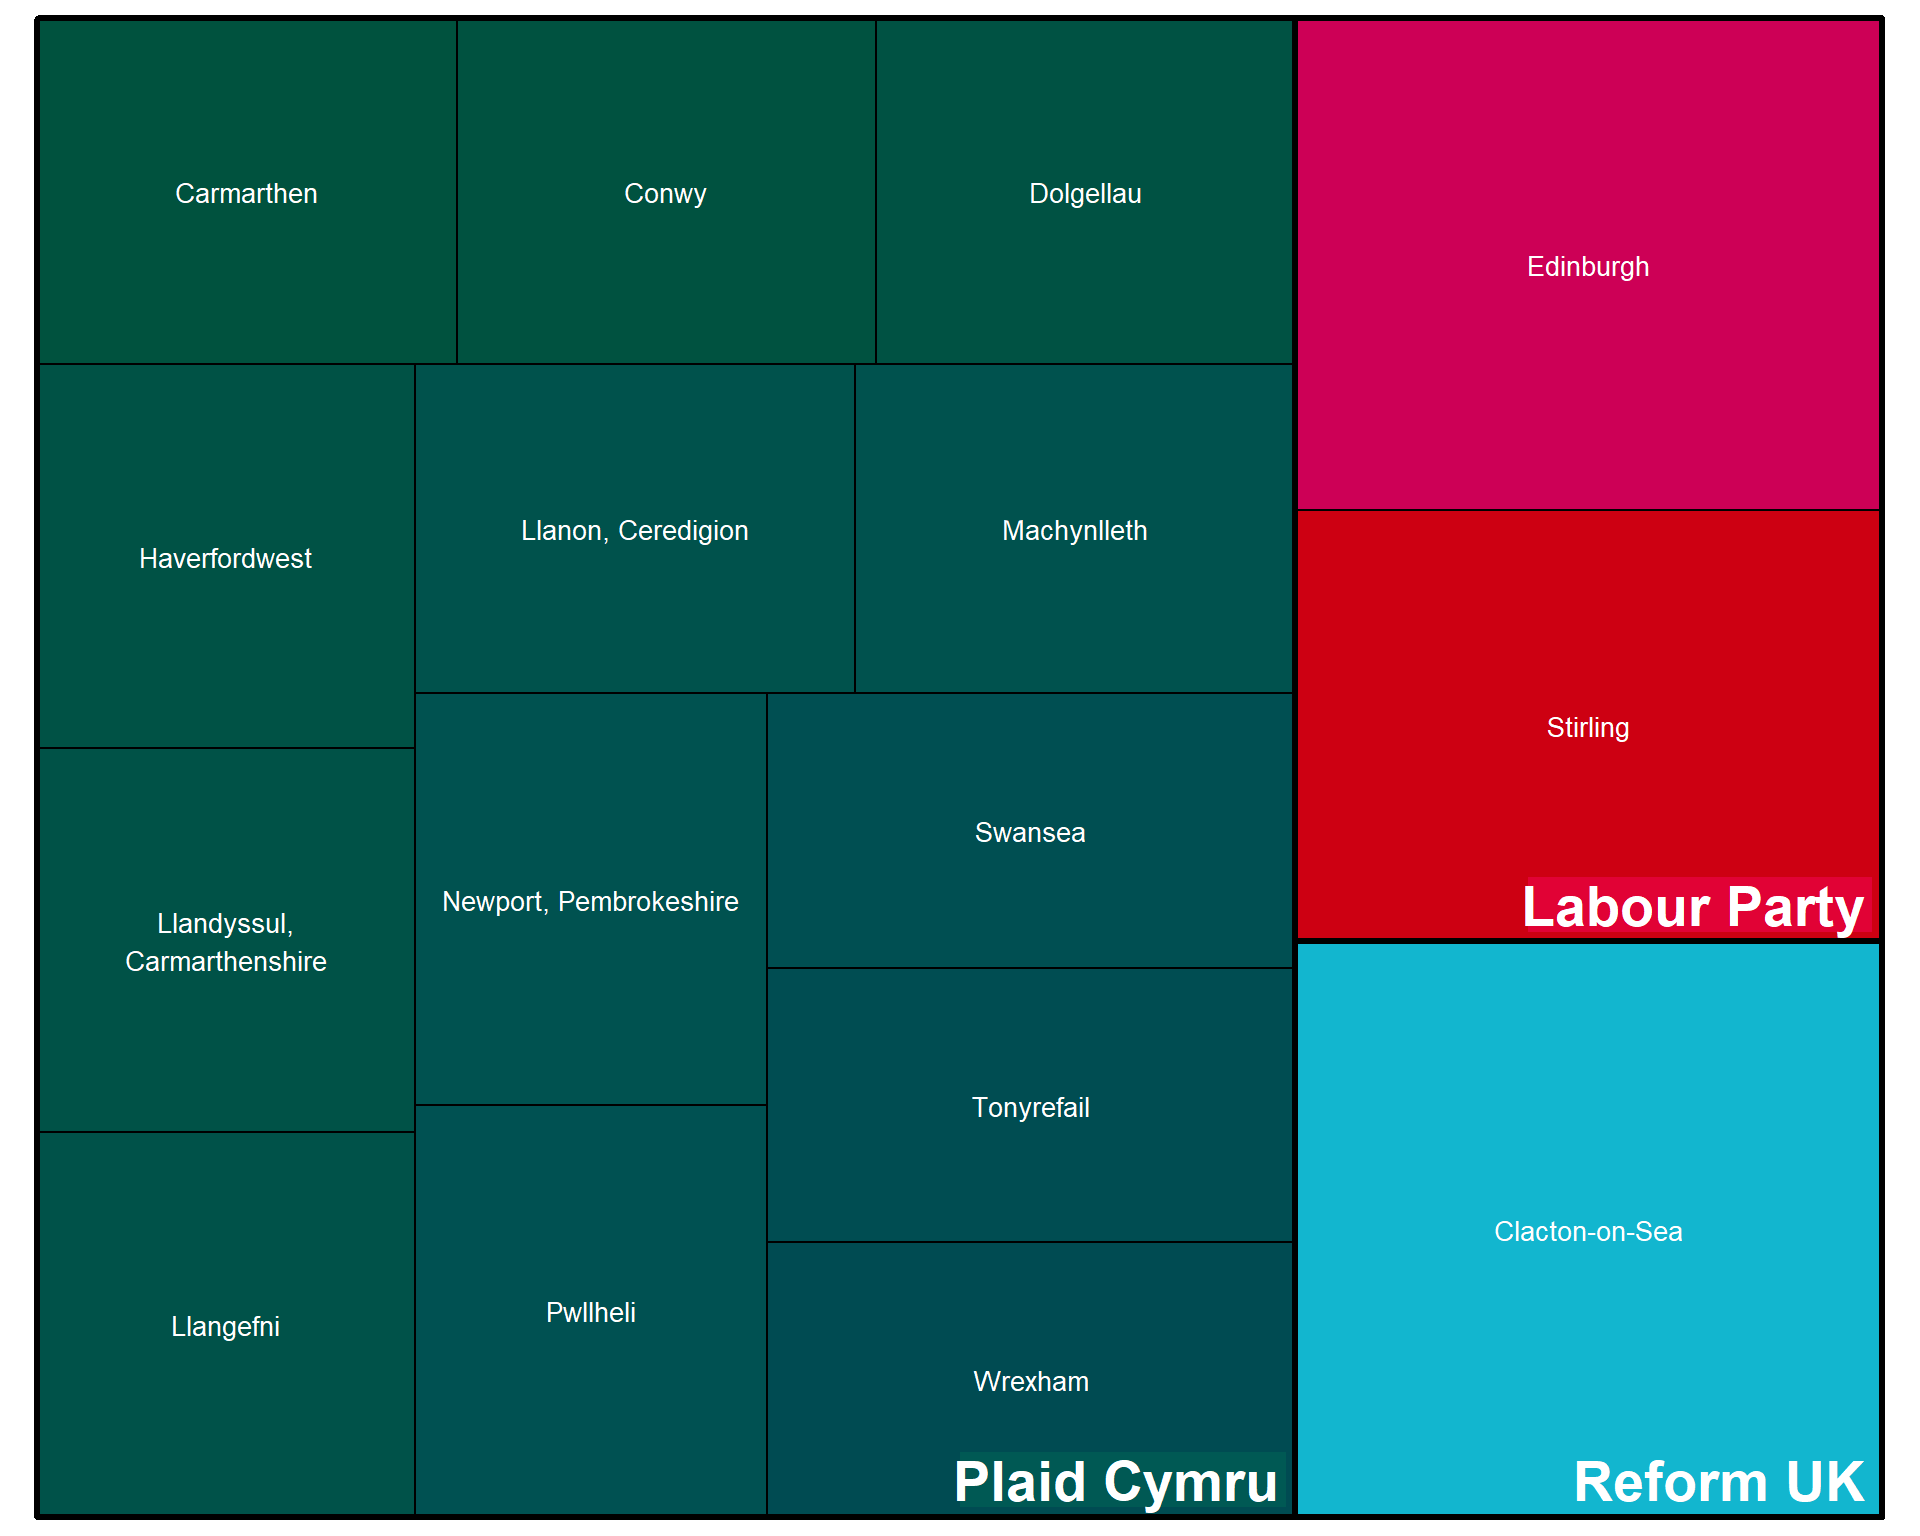 Carmarthen
Conwy
Dolgellau
Edinburgh
Haverfordwest
Llanon, Ceredigion
Machynlleth
Stirling
Labour Party
Llandyssul,
Carmarthenshire
Newport, Pembrokeshire
Swansea
Tonyrefail
Clacton-on-Sea
Llangefni
Pwllheli
Wrexham
Plaid Cymru
Reform UK